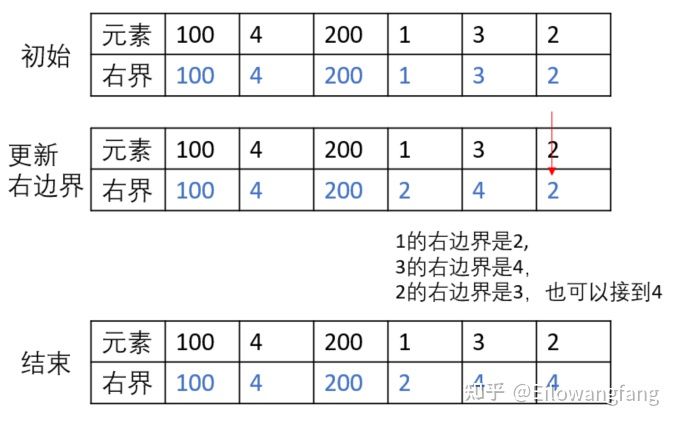 初始
元素 100 4 200 1 3 2
右界 100 4 200 1 3 2
更新
右边界
元素 100 4 200 1 3 2
右界 100 4 200 2 4 2
1的右边界是2,
3的右边界是4，
2的右边界是3，也可以接到4
结束
元素 100 4 200 1 3 2
右界 100 4 200 2 4 4
知乎 @Eilowangfang